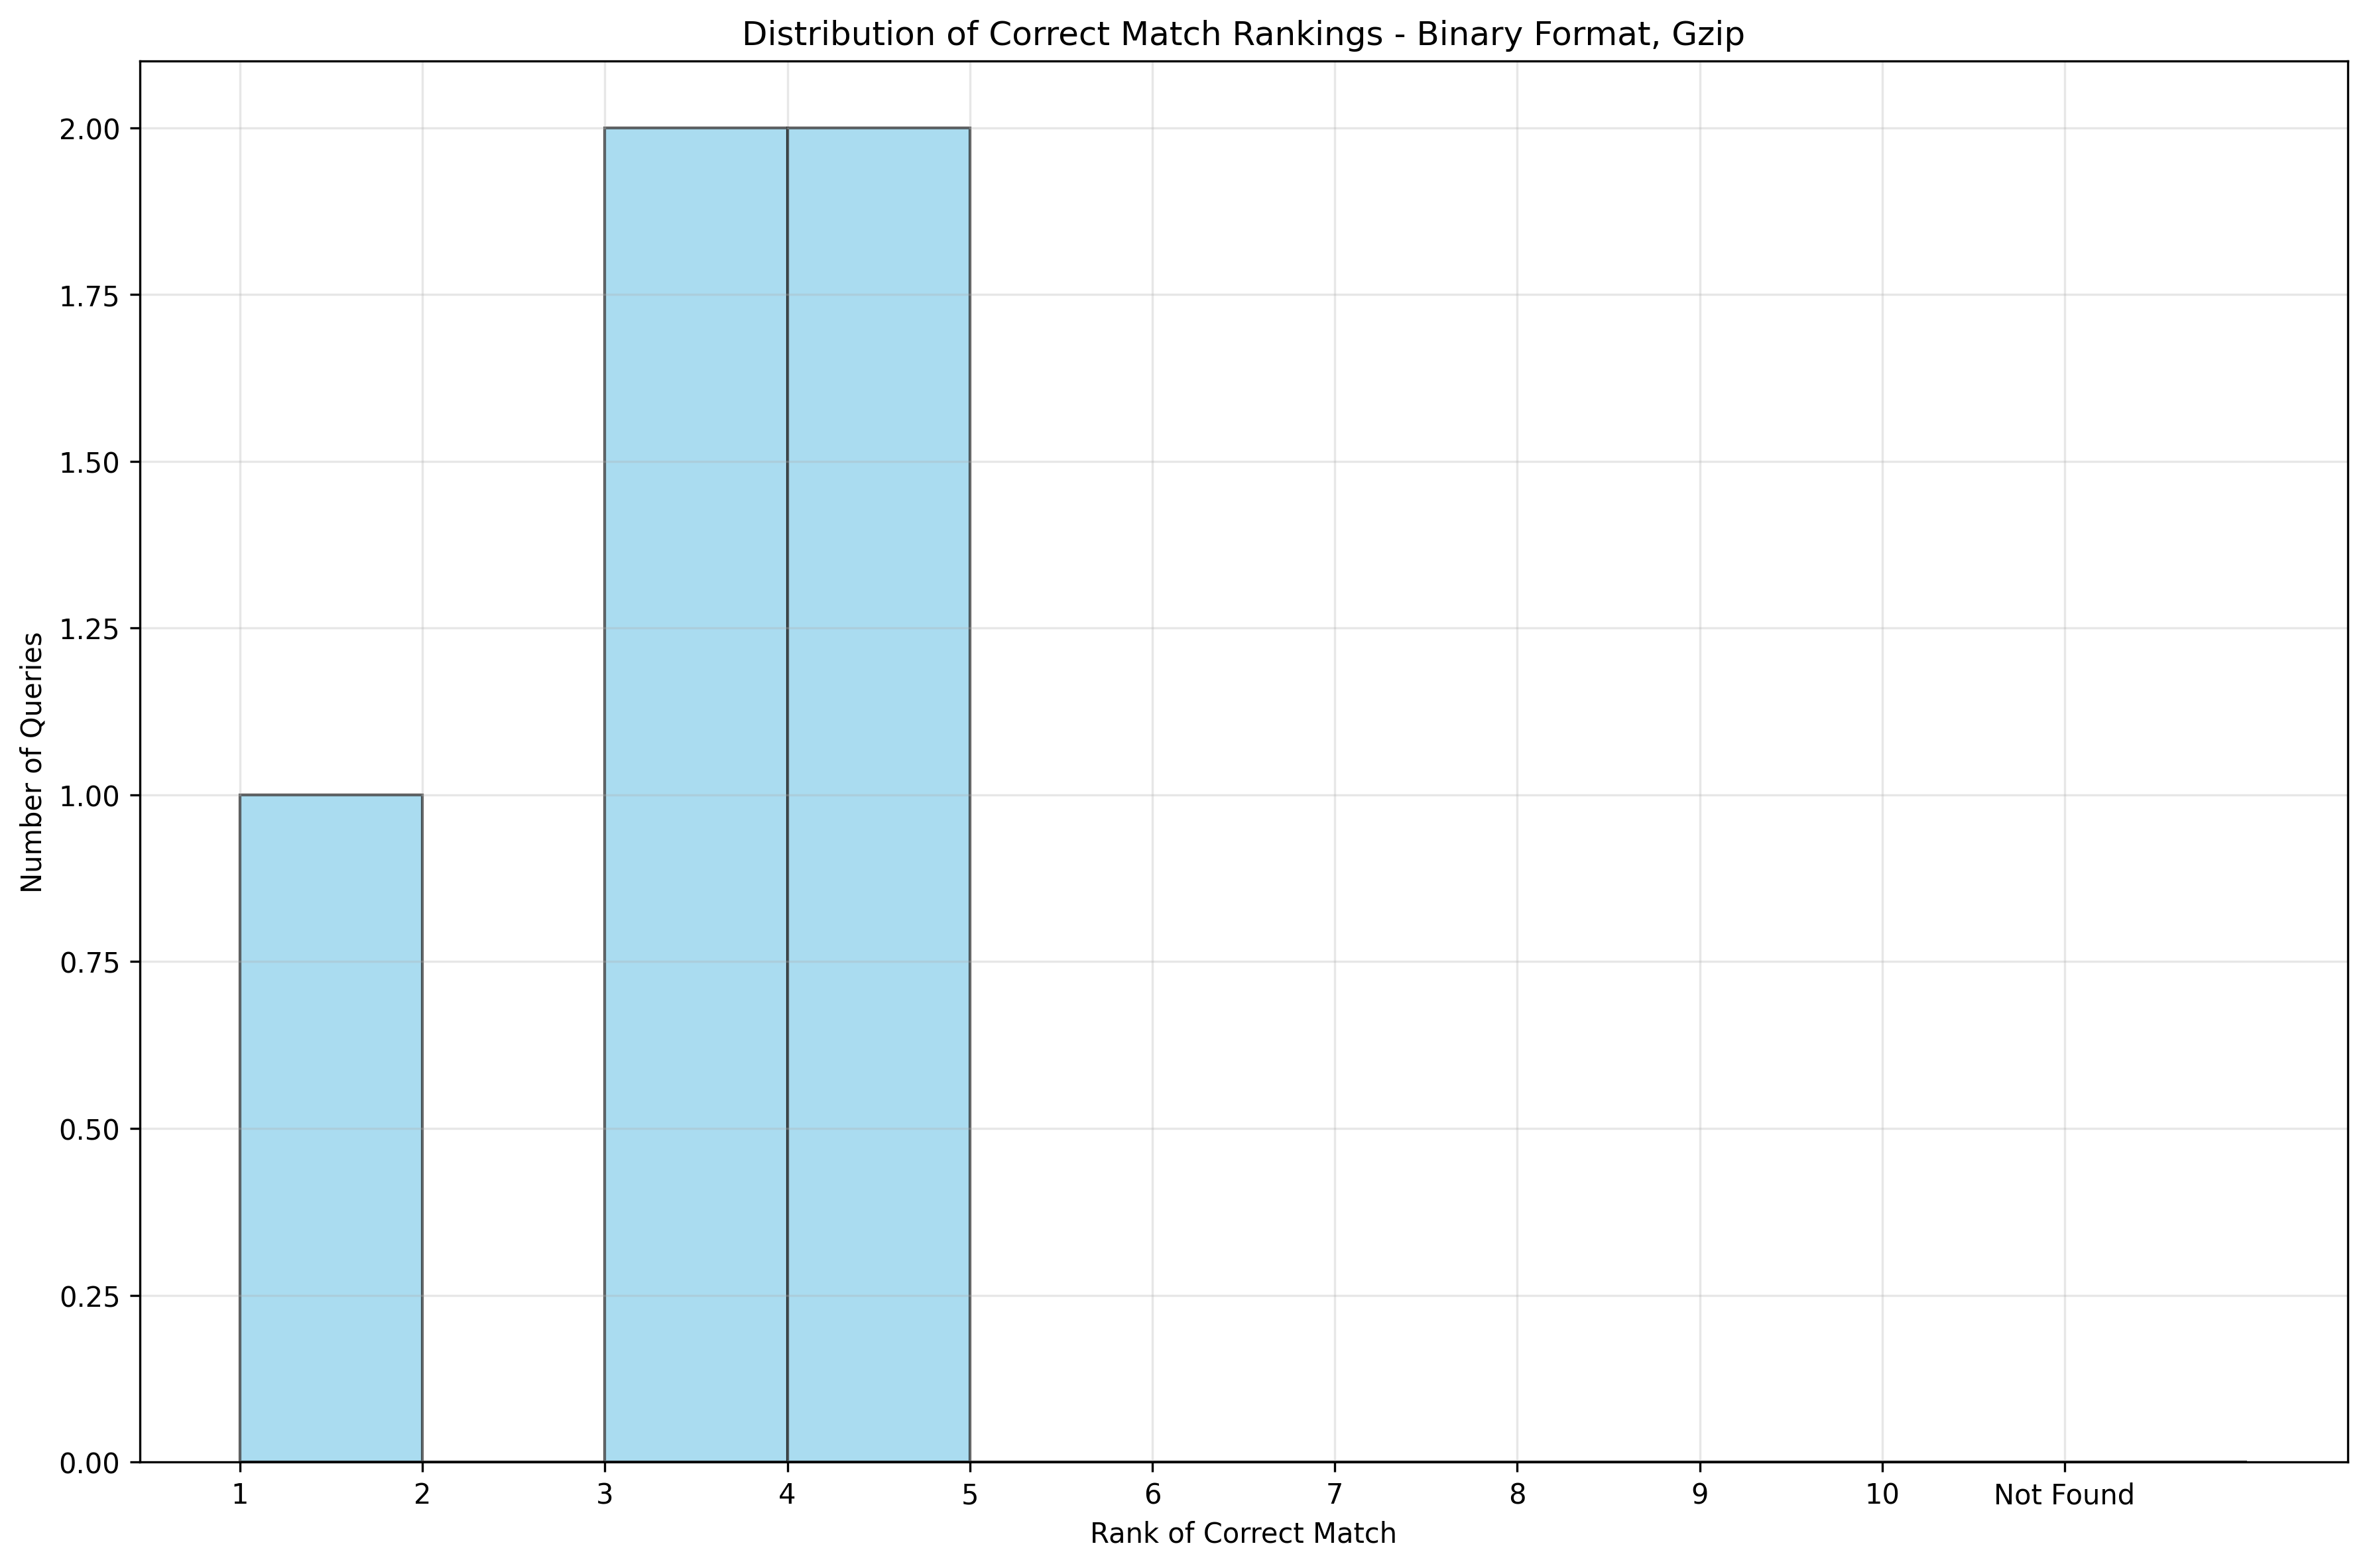 Distribution of Correct Match Rankings - Binary Format, Gzip
Number of Queries
2.00
1.75
1.50
1.25
1.00
0.75
0.50
0.25
0.00
1 2 3 4 5 6 7 8 9 10 Not Found
Rank of Correct Match